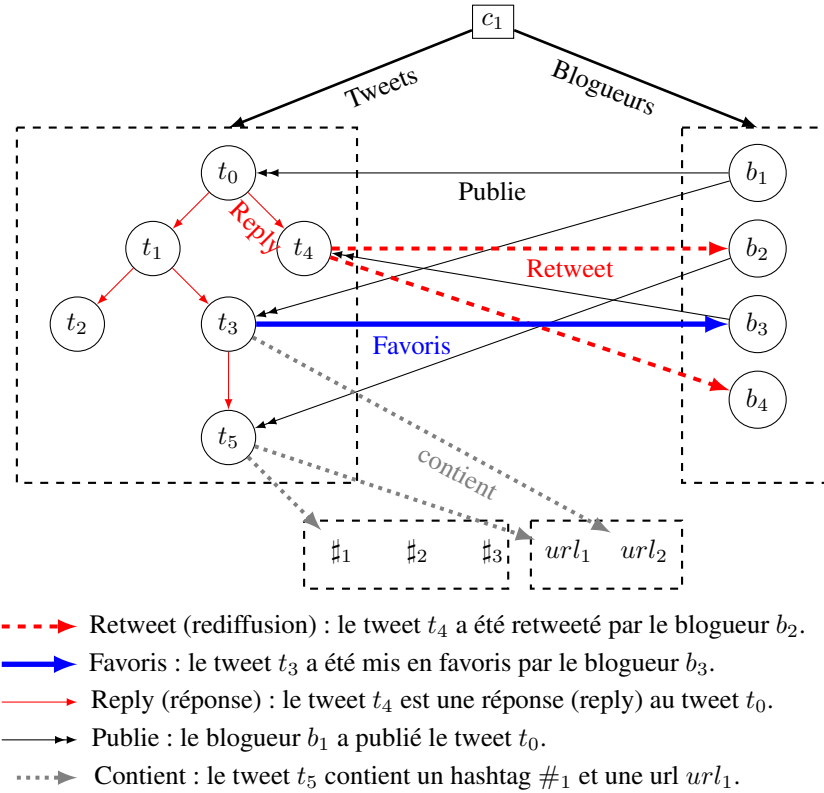 c1
Tweets Blogueurs
t0 b1
Publie
Reply
t1 t4 b2
Retweet
t2 t3 b3
Favoris
b4
t5
contient
♯1 ♯2 ♯3 url1 url2
Retweet (rediffusion) : le tweet t4 a été retweeté par le blogueur b2.
Favoris : le tweet t3 a été mis en favoris par le blogueur b3.
Reply (réponse) : le tweet t4 est une réponse (reply) au tweet t0.
Publie : le blogueur b1 a publié le tweet t0.
Contient : le tweet t5 contient un hashtag #1 et une url url1.